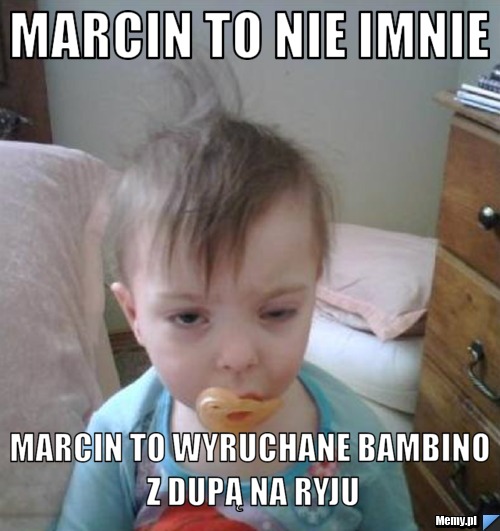 MARCIN TO NIE IMNIE
MARCIN TO WYRUCHANE BAMBINO
Z DUPĄ NA RYJU
Memy.pl